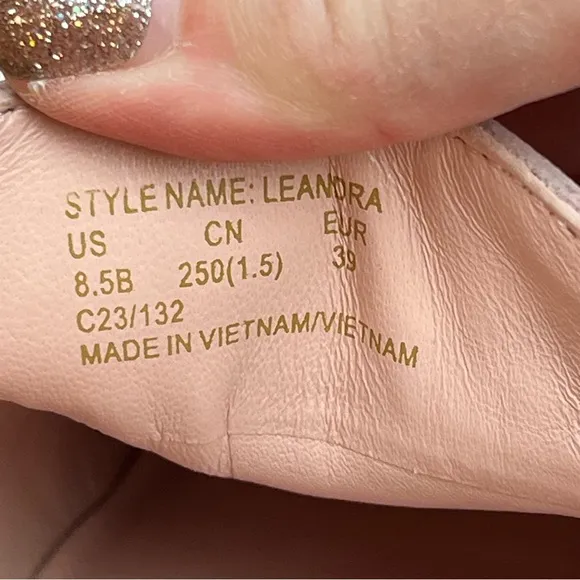 STYLE NAME: LEANDRA
US CN EUR
8.5B 250(1.5) 39
C23/132
MADE IN VIETNAM/VIETNAM